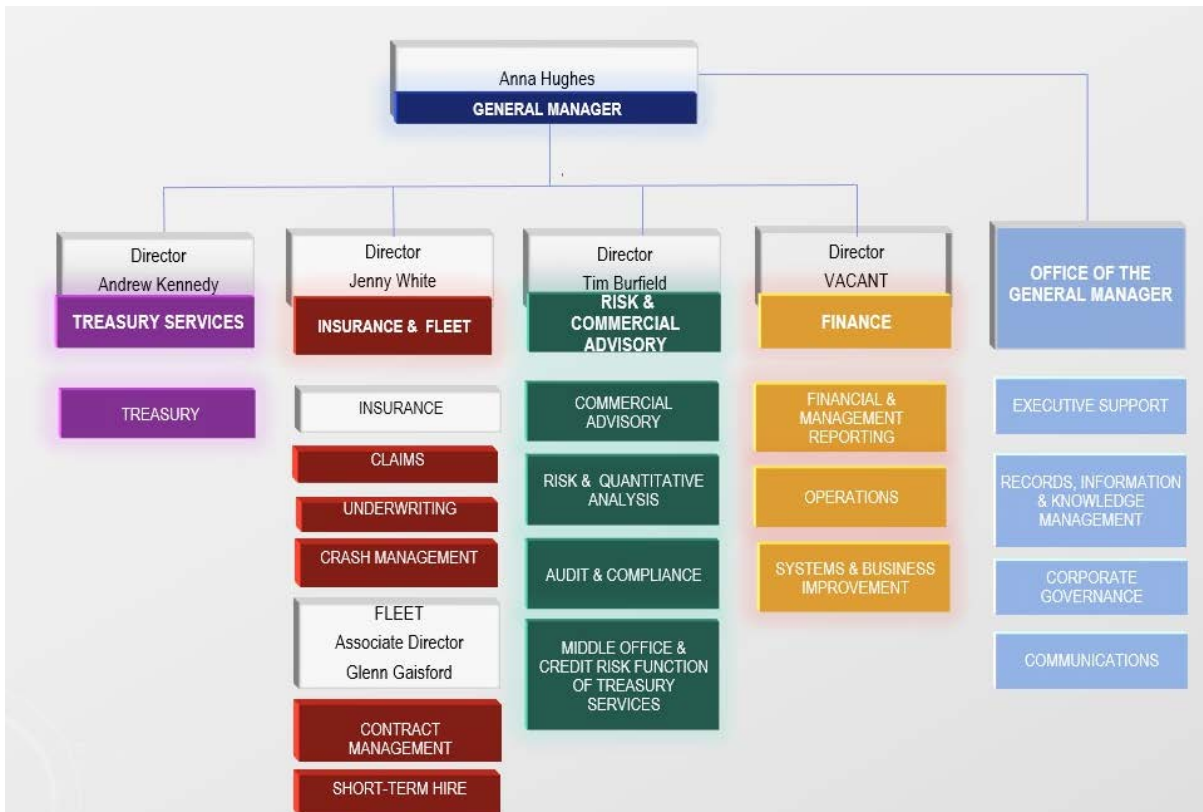 Anna Hughes
GENERAL MANAGER
Director
Andrew Kennedy
TREASURY SERVICES
TREASURY
Director
Jenny White
INSURANCE & FLEET
INSURANCE
CLAIMS
UNDERWRITING
CRASH MANAGEMENT
FLEET
Associate Director
Glenn Gaisford
CONTRACT
MANAGEMENT
SHORT-TERM HIRE
Director
Tim Burfield
RISK &
COMMERCIAL
ADVISORY
COMMERCIAL
ADVISORY
RISK & QUANTITATIVE
ANALYSIS
AUDIT & COMPLIANCE
MIDDLE OFFICE &
CREDIT RISK FUNCTION
OF TREASURY
SERVICES
Director
VACANT
FINANCE
FINANCIAL &
MANAGEMENT
REPORTING
OPERATIONS
SYSTEMS & BUSINESS
IMPROVEMENT
OFFICE OF THE
GENERAL MANAGER
EXECUTIVE SUPPORT
RECORDS, INFORMATION
& KNOWLEDGE
MANAGEMENT
CORPORATE
GOVERNANCE
COMMUNICATIONS